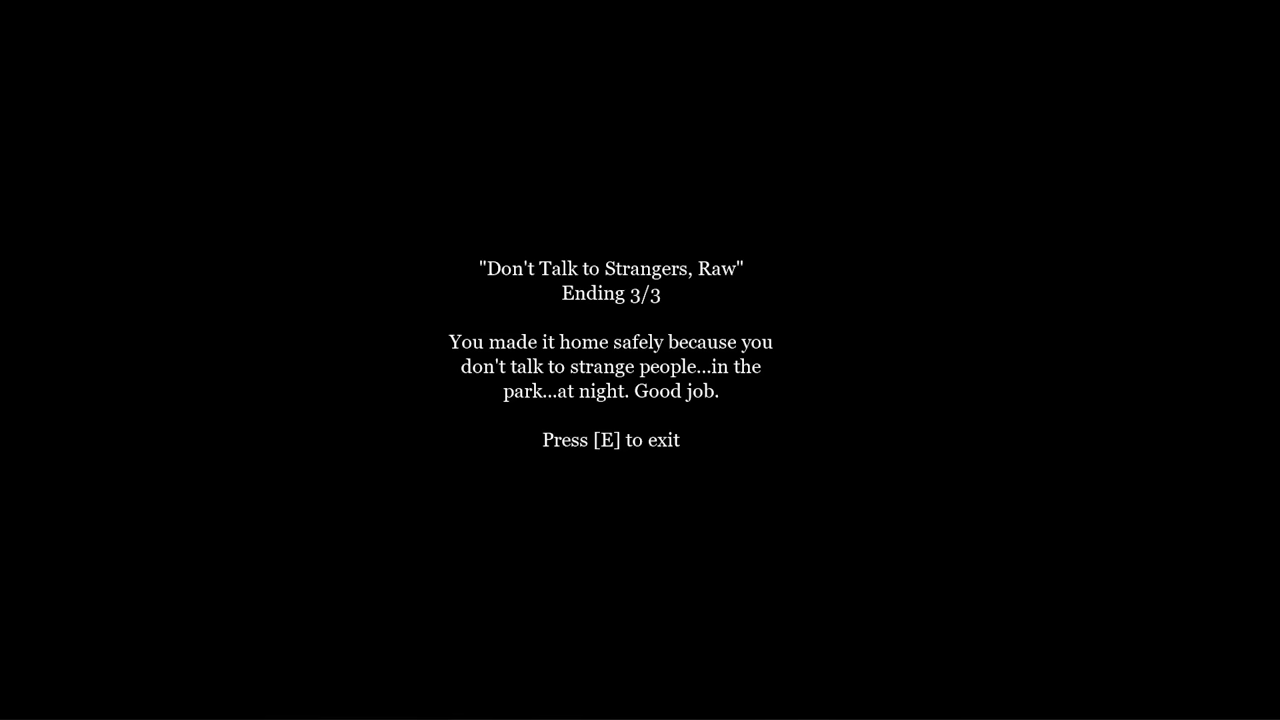 "Don't Talk to Strangers, Raw"
Ending 3/3
You made it home safely because you
don't talk to strange people...in the
park...at night. Good job.
Press [E] to exit